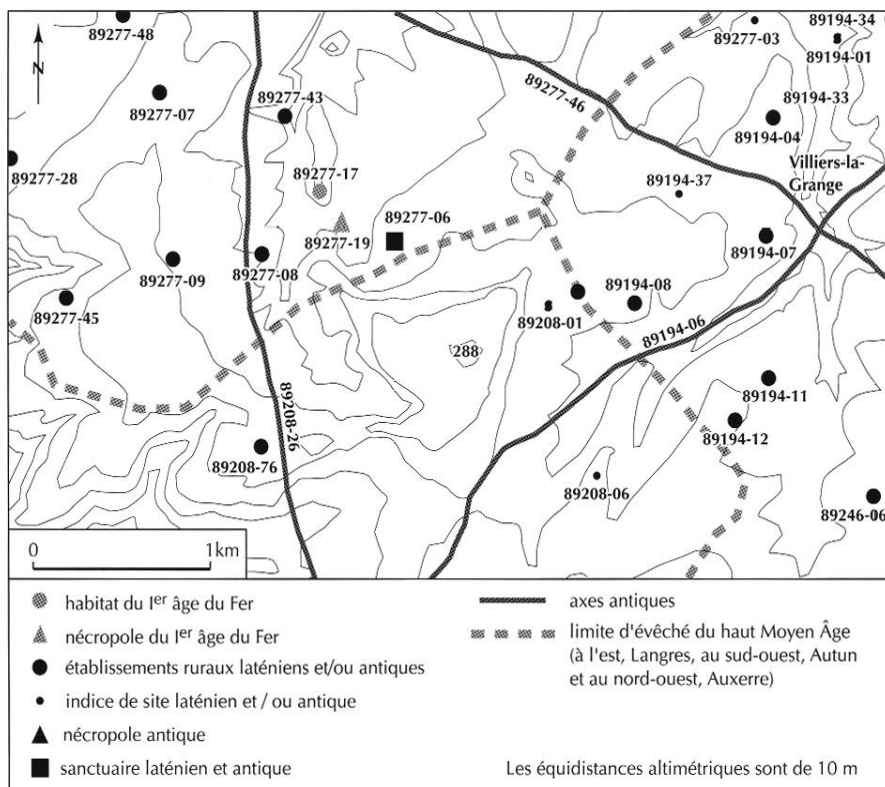 89277-48
89277-03
89194-34
89194-01
N
89277-07
89277-43
89277-46
89194-33
89194-04
89277-28
89277-17
Villiers-la-
Grange
89194-37
89277-06
89277-19
89194-07
89277-09
89277-08
89277-45
89194-08
89208-01
89194-06
288
89208-26
89194-11
89194-12
89208-76
89208-06
89246-06
0 1km
habitat du Ier âge du Fer
nécropole du Ier âge du Fer
établissements ruraux laténiens et/ou antiques
indice de site laténien et / ou antique
nécropole antique
sanctuaire laténien et antique
axes antiques
limite d'évêché du haut Moyen Âge
(à l'est, Langres, au sud-ouest, Autun
et au nord-ouest, Auxerre)
Les équidistances altimétriques sont de 10 m